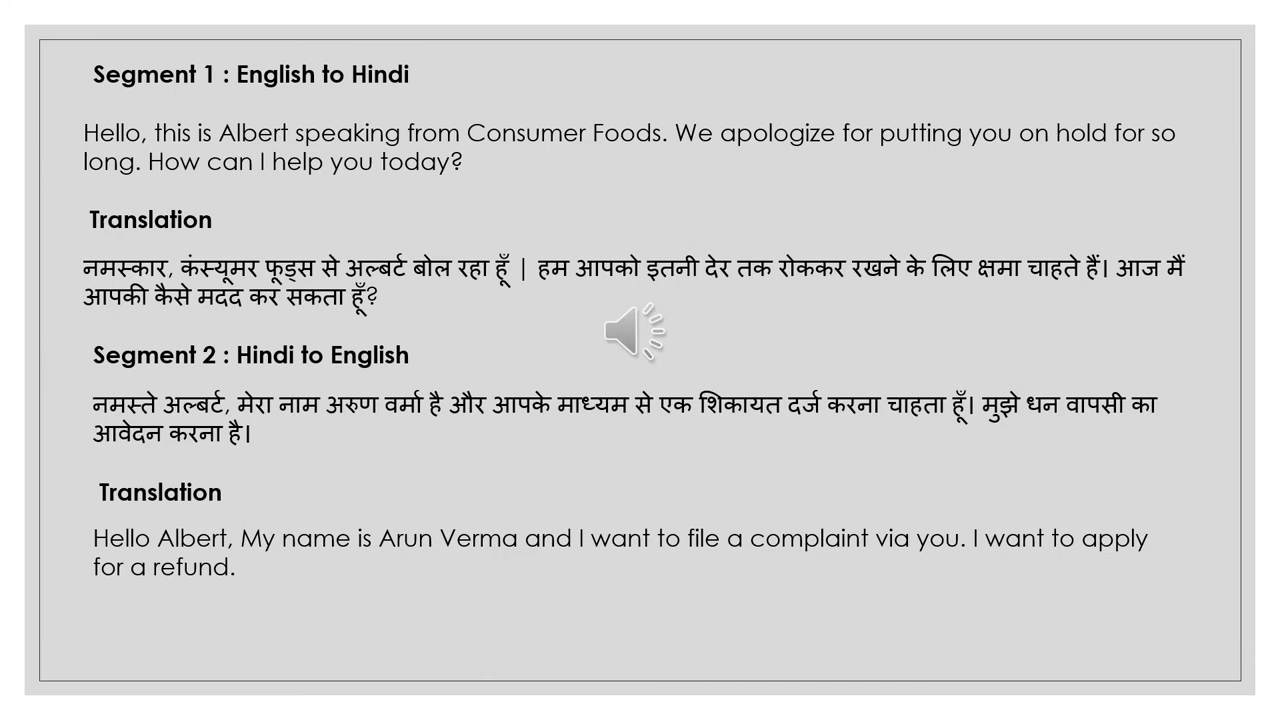 Segment 1 : English to Hindi
Hello, this is Albert speaking from Consumer Foods. We apologize for putting you on hold for so
long. How can I help you today?
Translation
नमस्कार, कंस्यूमर फूड्स से अल्बर्ट बोल रहा हूँ | हम आपको इतनी देर तक रोककर रखने के लिए क्षमा चाहते हैं। आज मैं
आपकी कैसे मदद कर सकता हूँ?
Segment 2 : Hindi to English
नमस्ते अल्बर्ट, मेरा नाम अरुण वर्मा है और आपके माध्यम से एक शिकायत दर्ज करना चाहता हूँ। मुझे धन वापसी का
आवेदन करना है।
Translation
Hello Albert, My name is Arun Verma and I want to file a complaint via you. I want to apply
for a refund.